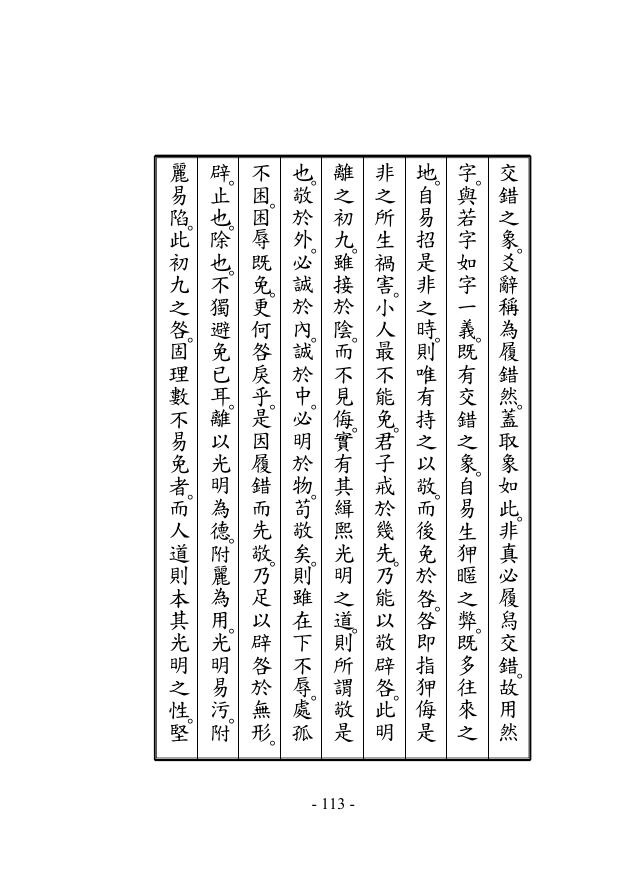 交錯之象。爻辭稱為履錯然。蓋取象如此。非真必履舄交錯。故用然
字。與若字如字一義。既有交錯之象。自易生狎暱之弊。既多往來之
地。自易招是非之時。則唯有持之以敬。而後免於咎。咎即指狎侮是
非之所生禍害。小人最不能免。君子戒於幾先。乃能以敬辟咎。此明
離之初九。雖接於陰。而不見侮。實有其緝熙光明之道。則所謂敬是
也。敬於外。必誠於內。誠於中。必明於物。苟敬矣。則雖在下不辱。處孤
不困。困辱既免。更何咎戾乎。是因履錯而先敬。乃足以辟咎於無形。
辟。止也。除也。不獨避免已耳。離以光明為德。附麗為用。光明易污。附
麗易陷。此初九之咎。固理數不易免者。而人道則本其光明之性。堅
- 113 -